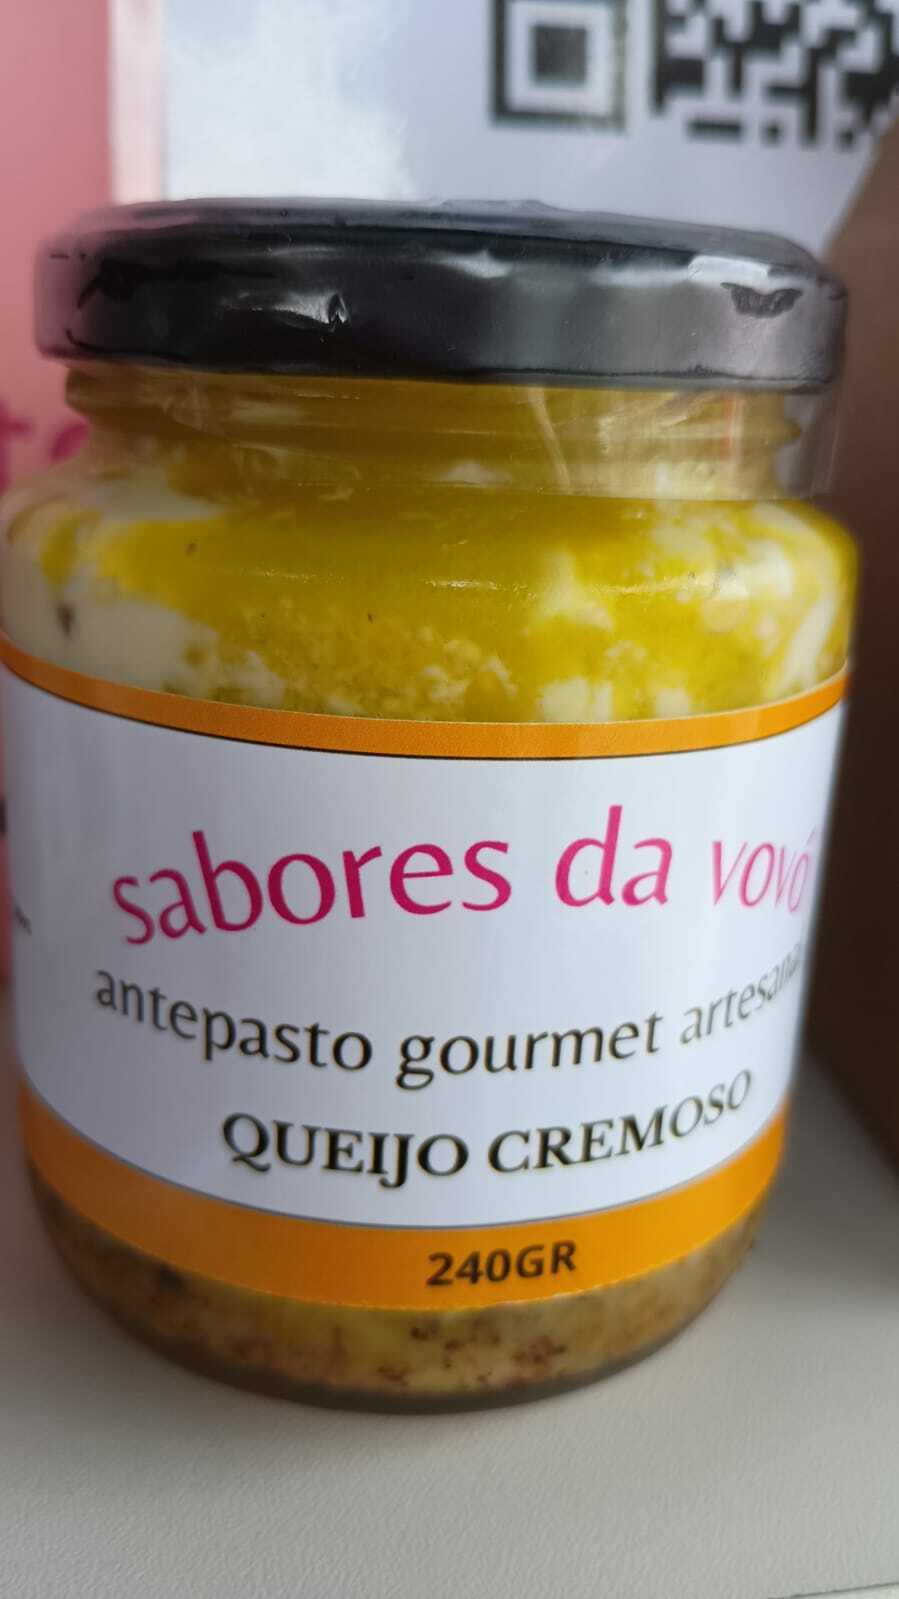 sabores da vovó
antepasto gourmet artesanal
QUEIJO CREMOSO
240GR